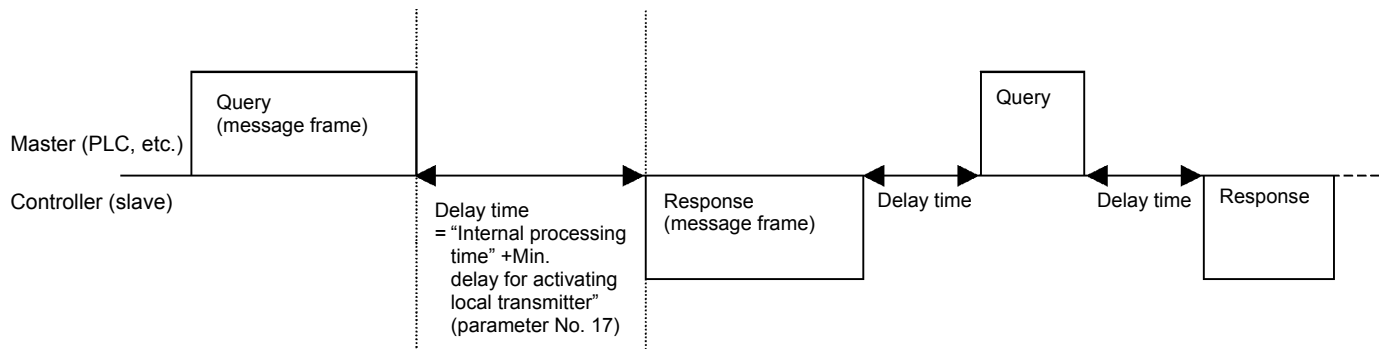 Master (PLC, etc.)
Controller (slave)
Query
(message frame)
Delay time
= “Internal processing
time” +Min.
delay for activating
local transmitter”
(parameter No. 17)
Response
(message frame)
Delay time
Query
Delay time
Response